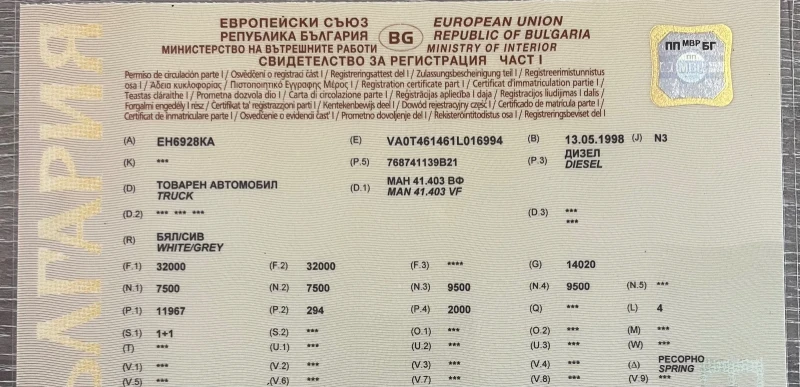 ЕВРОПЕЙСКИ СЪЮЗ EUROPEAN UNION
РЕПУБЛИКА БЪЛГАРИЯ BG REPUBLIC OF BULGARIA
МИНИСТЕРСТВО НА ВЪТРЕШНИТЕ РАБОТИ MINISTRY OF INTERIOR
СВИДЕТЕЛСТВО ЗА РЕГИСТРАЦИЯ ЧАСТ I
ПП МВР БГ
ПП
МВР
Permiso de circulación parte I / Osvědčení o registraci část I / Registreringsattest del I / Zulassungsbescheinigung teil I / Registreerimistunnistus
osa I / Άδεια κυκλοφορίας / Πιστοποιητικό Εγγραφης Μέρος I / Registration certificate part I / Certificat d'immatriculation partie I /
Teastas cláraithe I / Prometna dozvola dio I / Carta di circolazione parte I / Reģistrācijas apliecība I daļa / Registracijos liudijimas I dalis /
Forgalmi engedély I rész / Ċertifikat ta' reġistrazzjoni parti I / Kentekenbewijs deel I / Dowód rejestracyjny część I / Certificado de matrícula parte I /
Certificat de inmatriculare partea I / Osvedčenie o evidencii časť I / Prometno dovoljenje del I / Rekisteröintitodistus osa I / Registreringsbeviset del I
(A) EH6928KA (E) VA0T461461L016994 (B) 13.05.1998 (J) N3
(K) *** (P.5) 768741139B21 (P.3) ДИЗЕЛ
DIESEL
(D) ТОВАРЕН АВТОМОБИЛ (D.1) МАН 41.403 ВФ
TRUCK MAN 41.403 VF
(D.2) *** *** *** (D.3) ***
***
(R) БЯЛ/СИВ
WHITE/GREY
(F.1) 32000 (F.2) 32000 (F.3) **** (G) 14020
(N.1) 7500 (N.2) 7500 (N.3) 9500 (N.4) 9500 (N.5) ***
(P.1) 11967 (P.2) 294 (P.4) 2000 (Q) *** (L) 4
(S.1) 1+1 (S.2) *** (O.1) *** (O.2) *** (M) ***
(T) *** (U.1) *** (U.2) *** (U.3) *** (W) ***
(V.1) *** (V.2) *** (V.3) *** (V.4) *** (Δ) РЕСОРНО
SPRING
(V.5) *** (V.6) *** (V.7) *** (V.8) *** (V.9) ***
ЛГАРИЯ